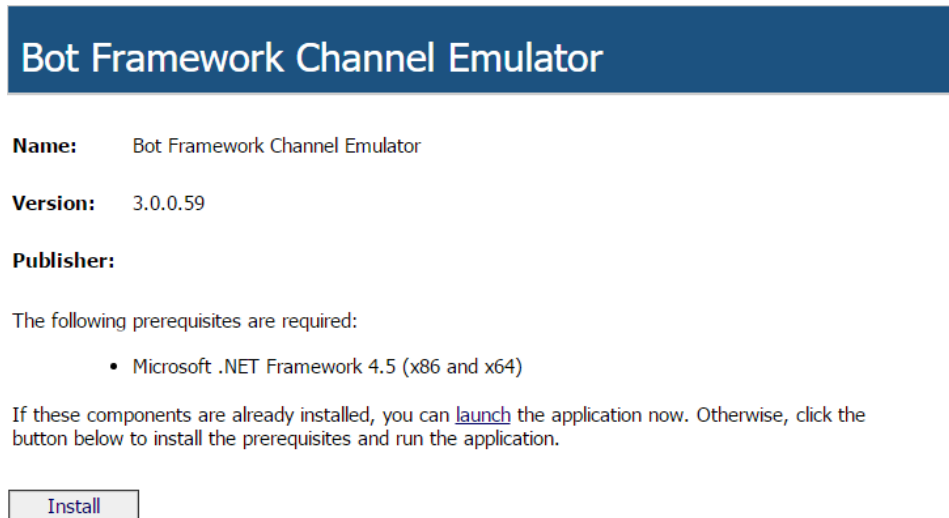 Bot Framework Channel Emulator
Name: Bot Framework Channel Emulator
Version: 3.0.0.59
Publisher:
The following prerequisites are required:
• Microsoft .NET Framework 4.5 (x86 and x64)
If these components are already installed, you can launch the application now. Otherwise, click the
button below to install the prerequisites and run the application.
Install